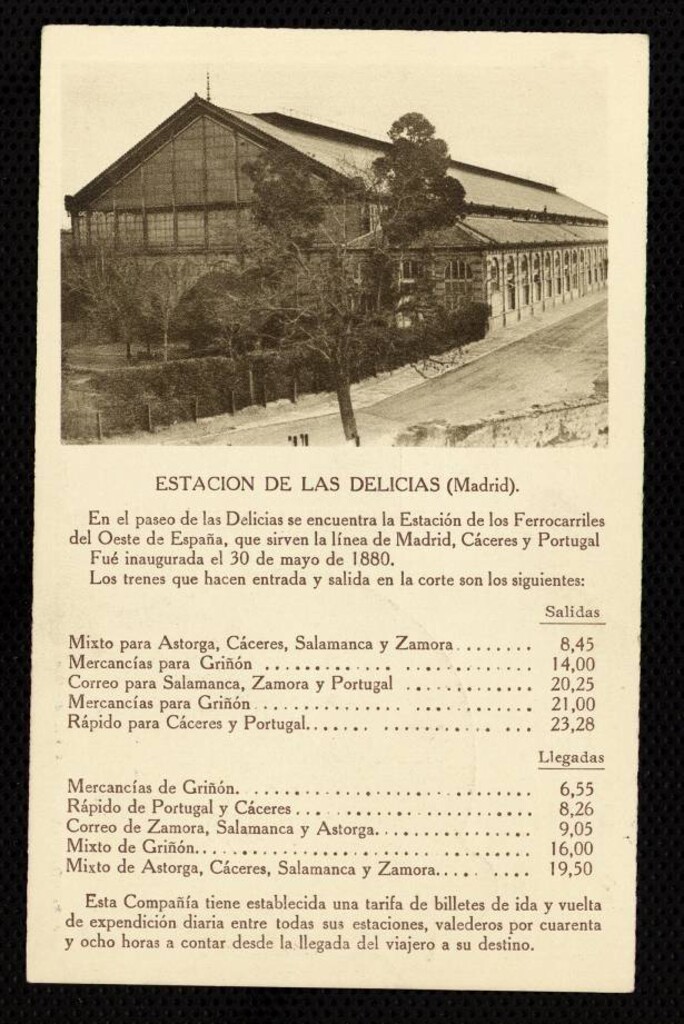 ESTACION DE LAS DELICIAS (Madrid).
En el paseo de las Delicias se encuentra la Estación de los Ferrocarriles
del Oeste de España, que sirven la línea de Madrid, Cáceres y Portugal
Fué inaugurada el 30 de mayo de 1880.
Los trenes que hacen entrada y salida en la corte son los siguientes:
Salidas
Mixto para Astorga, Cáceres, Salamanca y Zamora........ 8,45
Mercancías para Griñón .......................... 14,00
Correo para Salamanca, Zamora y Portugal ............ 20,25
Mercancías para Griñón.......................... 21,00
Rápido para Cáceres y Portugal.................... 23,28
Llegadas
Mercancías de Griñón............................ 6,55
Rápido de Portugal y Cáceres...................... 8,26
Correo de Zamora, Salamanca y Astorga.............. 9,05
Mixto de Griñón................................ 16,00
Mixto de Astorga, Cáceres, Salamanca y Zamora........ 19,50
Esta Compañía tiene establecida una tarifa de billetes de ida y vuelta
de expendición diaria entre todas sus estaciones, valederos por cuarenta
y ocho horas a contar desde la llegada del viajero a su destino.